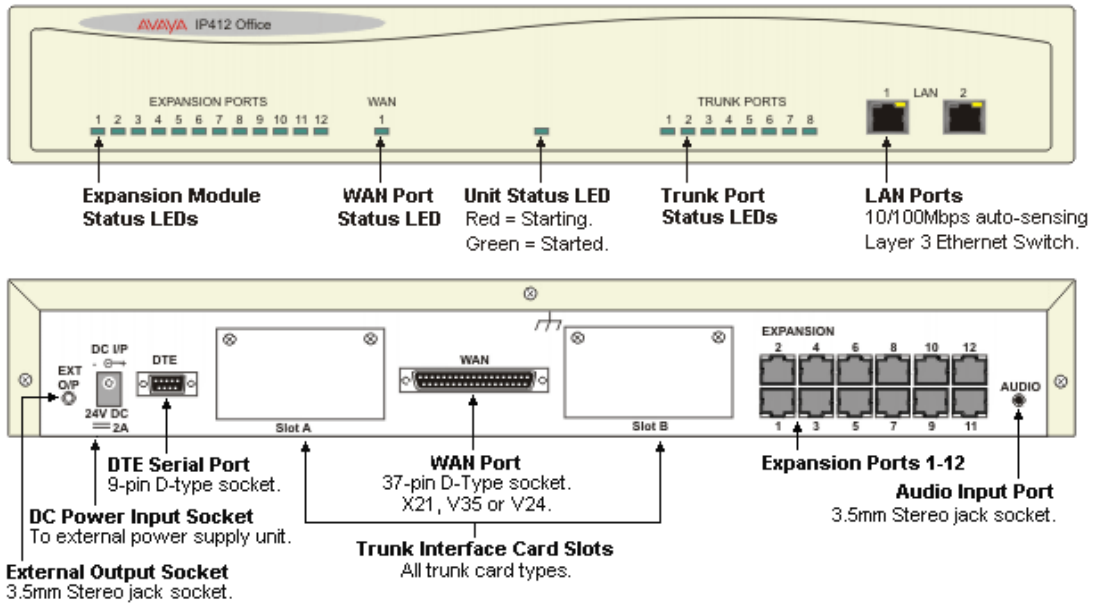 AVAYA IP412 Office
EXPANSION PORTS
1 2 3 4 5 6 7 8 9 10 11 12
WAN
1
TRUNK PORTS
1 2 3 4 5 6 7 8
1 LAN 2
Expansion Module
Status LEDs
WAN Port
Status LED
Unit Status LED
Red = Starting.
Green = Started.
Trunk Port
Status LEDs
LAN Ports
10/100Mbps auto-sensing
Layer 3 Ethernet Switch.
EXT
O/P
DC I/P
-
24V DC
2A
DTE
Slot A
WAN
Slot B
EXPANSION
2 4 6 8 10 12
1 3 5 7 9 11
AUDIO
DTE Serial Port
9-pin D-type socket.
WAN Port
37-pin D-Type socket.
X21, V35 or V24.
Expansion Ports 1-12
Audio Input Port
3.5mm Stereo jack socket.
DC Power Input Socket
To external power supply unit.
Trunk Interface Card Slots
All trunk card types.
External Output Socket
3.5mm Stereo jack socket.